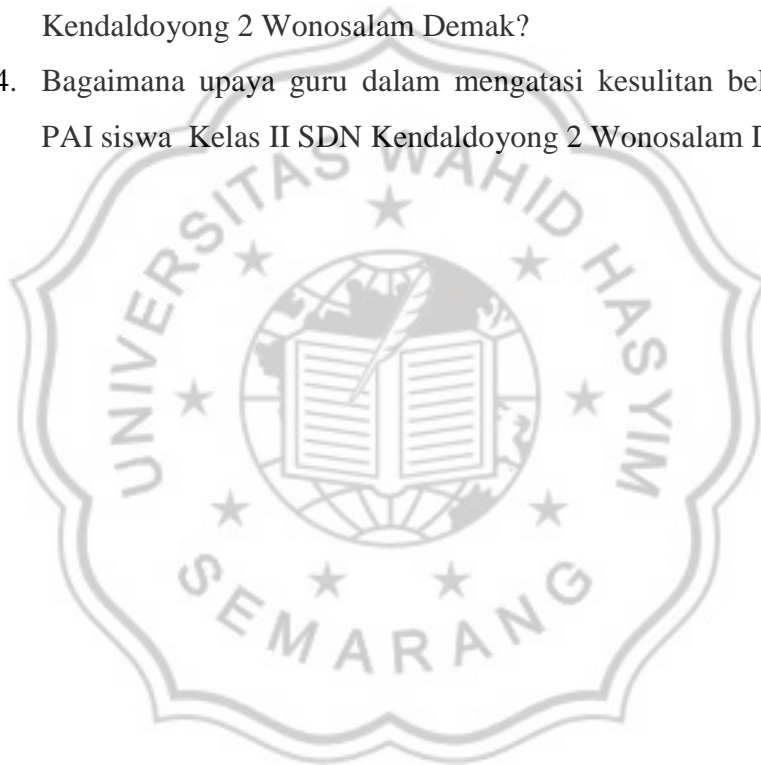 Kendaldoyong 2 Wonosalam Demak?
4. Bagaimana upaya guru dalam mengatasi kesulitan
PAI siswa Kelas II SDN Kendaldoyong 2 Wonosalam
UNIVERSITAS WAHID HASYIM
SEMARANG